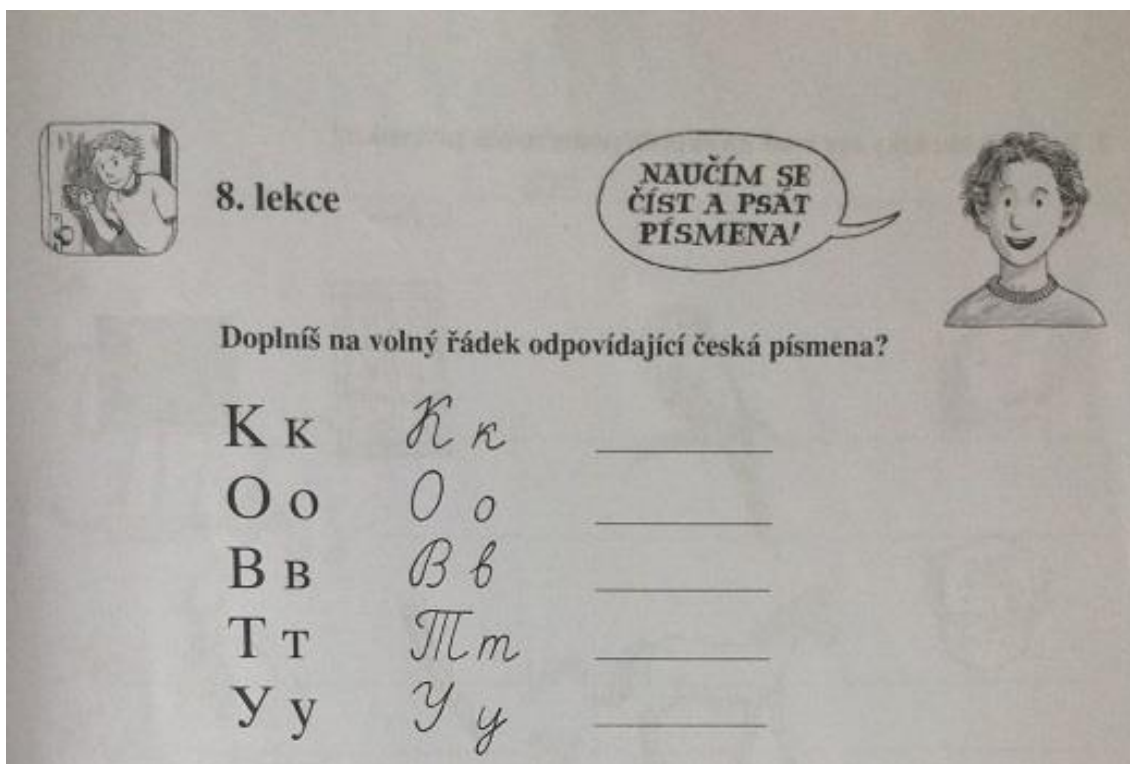 8. lekce
NAUČÍM SE
ČÍST A PSÁT
PÍSMENA!
Doplníš na volný řádek odpovídající česká písmena?
К к К к
О о О о
В в В в
Т т Т т
У у У у